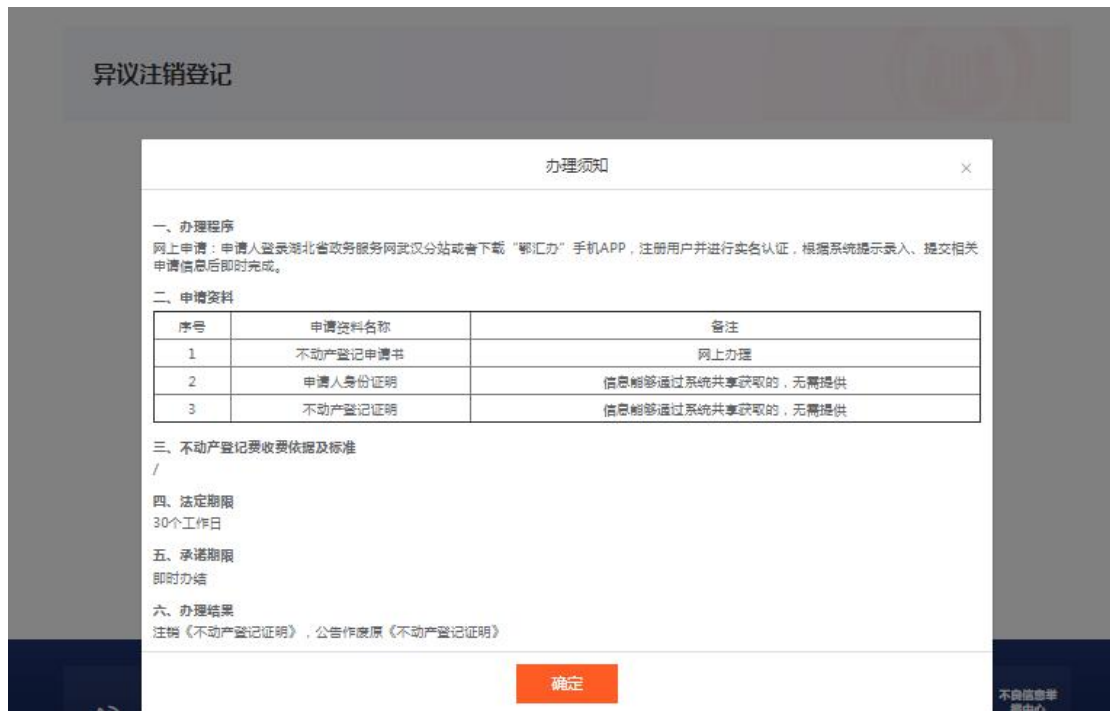 异议注销登记
办理须知
×
一、办理程序
网上申请：申请人登录湖北省政务服务网武汉分站或者下载“鄂汇办”手机APP，注册用户并进行实名认证，根据系统提示录入、提交相关
申请信息后即时完成。
二、申请资料
序号 申请资料名称 备注
1 不动产登记申请书 网上办理
2 申请人身份证明 信息能够通过系统共享获取的，无需提供
3 不动产登记证明 信息能够通过系统共享获取的，无需提供
三、不动产登记费收费依据及标准
/
四、法定期限
30个工作日
五、承诺期限
即时办结
六、办理结果
注销《不动产登记证明》，公告作废原《不动产登记证明》
确定
不良信息举
报中心